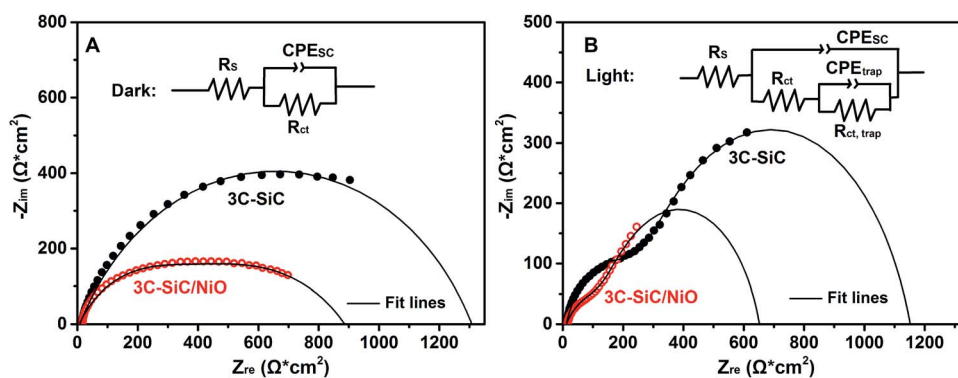 A
Dark:
Rs
CPEsc
Rct
3C-SiC
3C-SiC/NiO
Fit lines
-Zim (Ω*cm2)
800
600
400
200
0
0 200 400 600 800 1000 1200
Zre (Ω*cm2)
B
Light:
Rs
CPEsc
Rct
CPEtrap
Rct, trap
3C-SiC
3C-SiC/NiO
Fit lines
-Zim (Ω*cm2)
500
400
300
200
100
0
0 200 400 600 800 1000 1200
Zre (Ω*cm2)